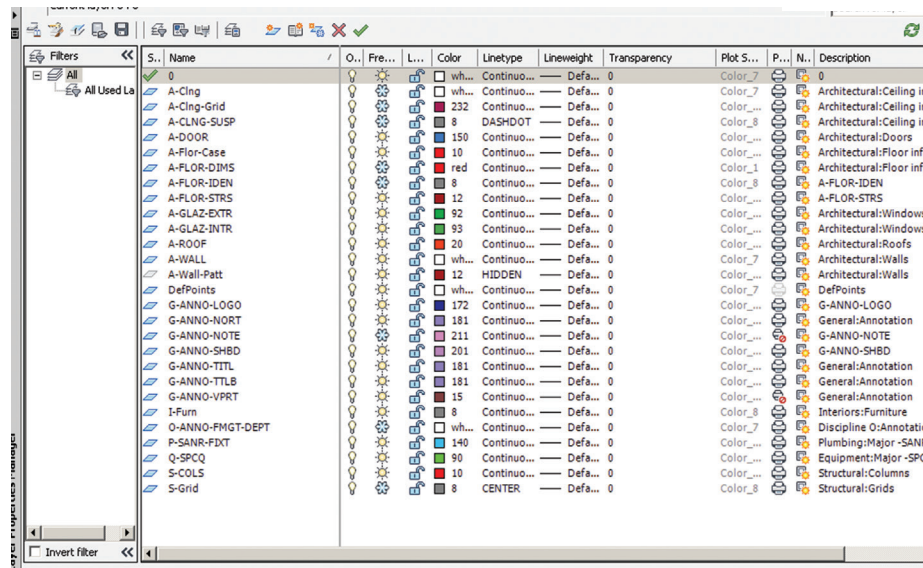 Filters
All
All Used La
Invert filter
S.. Name / O.. Fre... L... Color Linetype Lineweight Transparency Plot S... P... N.. Description
0 wh... Continuo... Defa... 0 Color_7 0
A-Clng wh... Continuo... Defa... 0 Color_7 Architectural:Ceiling in
A-Clng-Grid 232 Continuo... Defa... 0 Color_... Architectural:Ceiling in
A-CLNG-SUSP 8 DASHDOT Defa... 0 Color_8 Architectural:Ceiling in
A-DOOR 150 Continuo... Defa... 0 Color_... Architectural:Doors
A-Flor-Case 10 Continuo... Defa... 0 Color_... Architectural:Floor inf
A-FLOR-DIMS red Continuo... Defa... 0 Color_1 Architectural:Floor inf
A-FLOR-IDEN 8 Continuo... Defa... 0 Color_8 A-FLOR-IDEN
A-FLOR-STRS 12 Continuo... Defa... 0 Color_... A-FLOR-STRS
A-GLAZ-EXTR 92 Continuo... Defa... 0 Color_... Architectural:Windows
A-GLAZ-INTR 93 Continuo... Defa... 0 Color_... Architectural:Windows
A-ROOF 20 Continuo... Defa... 0 Color_... Architectural:Roofs
A-WALL wh... Continuo... Defa... 0 Color_7 Architectural:Walls
A-Wall-Patt 12 HIDDEN Defa... 0 Color_... Architectural:Walls
DefPoints wh... Continuo... Defa... 0 Color_7 DefPoints
G-ANNO-LOGO 172 Continuo... Defa... 0 Color_... G-ANNO-LOGO
G-ANNO-NORT 181 Continuo... Defa... 0 Color_... General:Annotation
G-ANNO-NOTE 211 Continuo... Defa... 0 Color_... G-ANNO-NOTE
G-ANNO-SHBD 201 Continuo... Defa... 0 Color_... G-ANNO-SHBD
G-ANNO-TITL 181 Continuo... Defa... 0 Color_... General:Annotation
G-ANNO-TTLB 181 Continuo... Defa... 0 Color_... General:Annotation
G-ANNO-VPRT 15 Continuo... Defa... 0 Color_... General:Annotation
I-Furn 8 Continuo... Defa... 0 Color_8 Interiors:Furniture
O-ANNO-FMGT-DEPT wh... Continuo... Defa... 0 Color_7 Discipline O:Annotati
P-SANR-FIXT 140 Continuo... Defa... 0 Color_... Plumbing:Major -SANI
Q-SPCQ 90 Continuo... Defa... 0 Color_... Equipment:Major -SPC
S-COLS 10 Continuo... Defa... 0 Color_... Structural:Columns
S-Grid 8 CENTER Defa... 0 Color_8 Structural:Grids